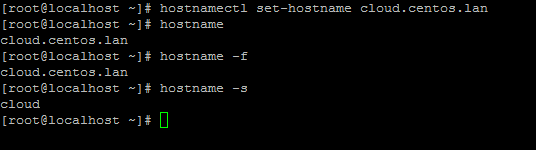 [root@localhost ~]# hostnamectl set-hostname cloud.centos.lan
[root@localhost ~]# hostname
cloud.centos.lan
[root@localhost ~]# hostname -f
cloud.centos.lan
[root@localhost ~]# hostname -s
cloud
[root@localhost ~]#